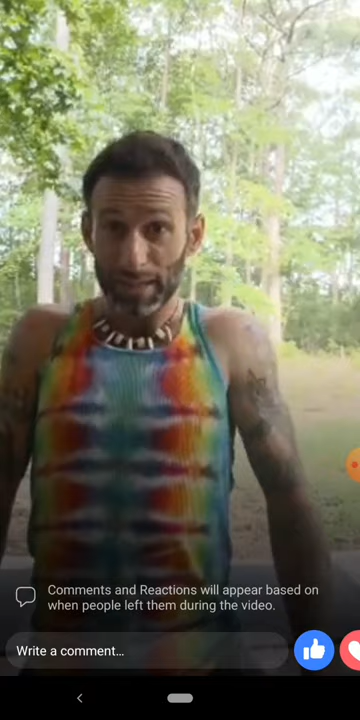 Comments and Reactions will appear based on
when people left them during the video.
Write a comment...